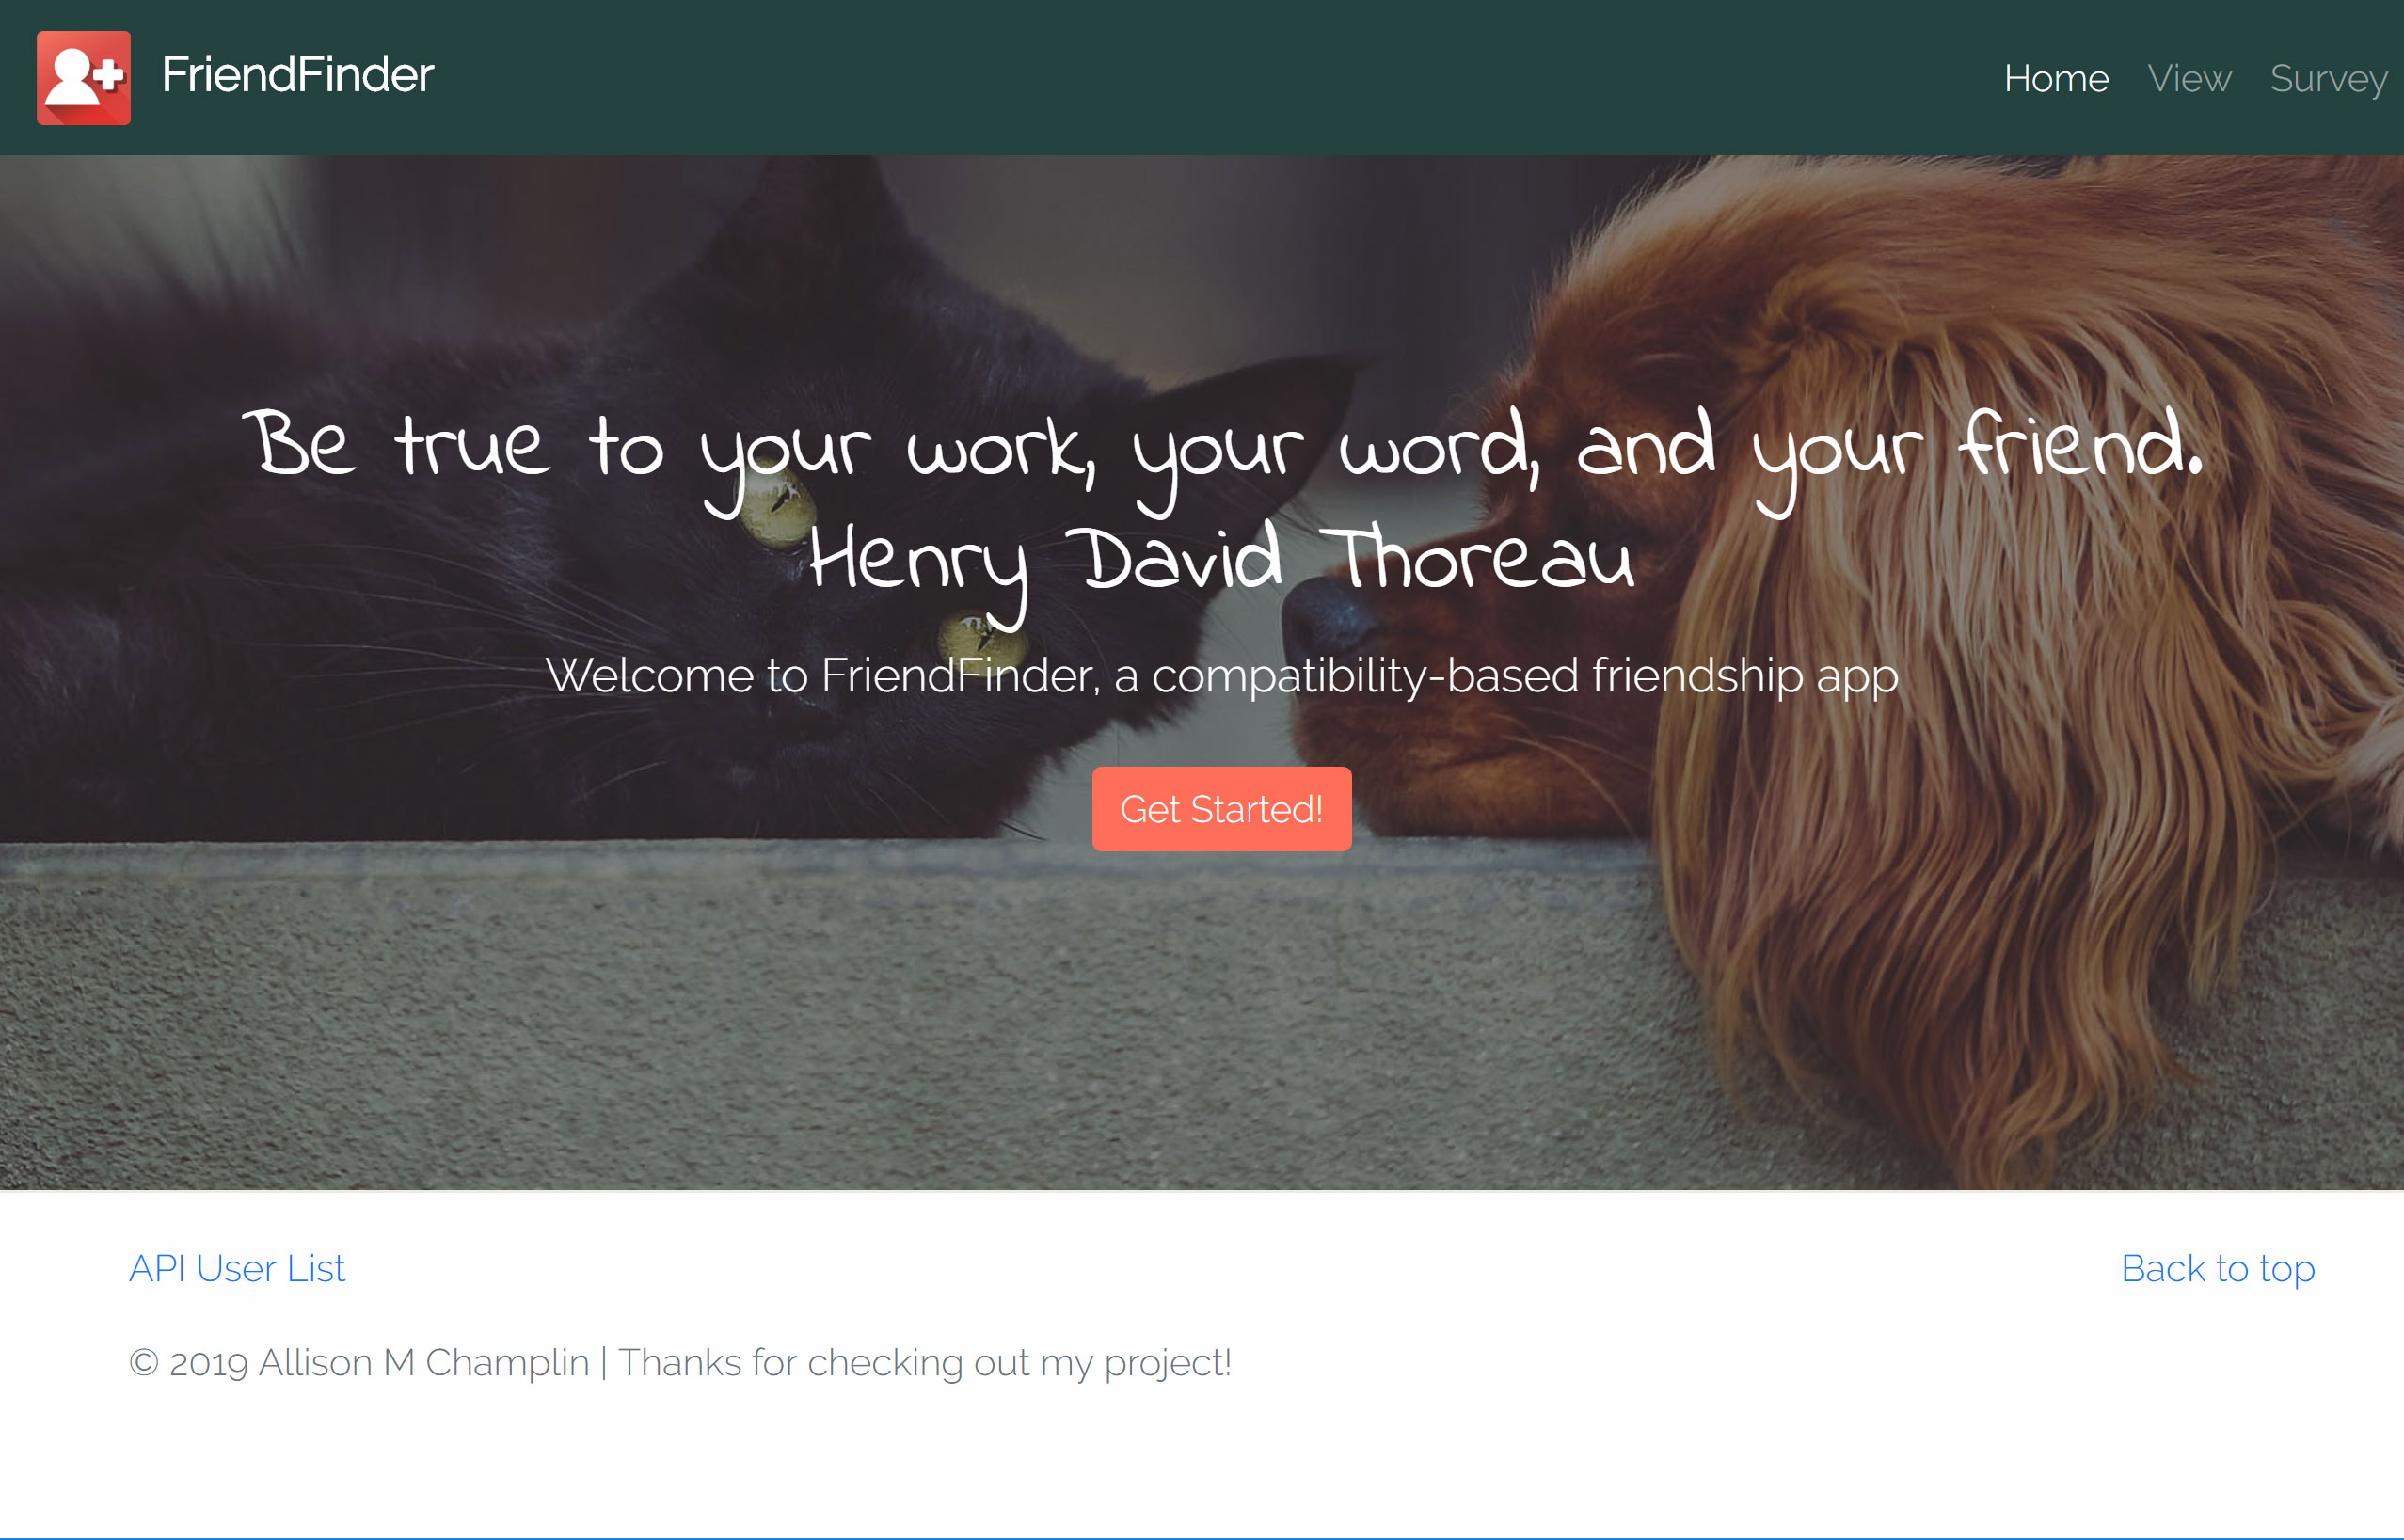 FriendFinder
Home View Survey
Be true to your work, your word, and your friend.
Henry David Thoreau
Welcome to FriendFinder, a compatibility-based friendship app
Get Started!
API User List
Back to top
© 2019 Allison M Champlin | Thanks for checking out my project!